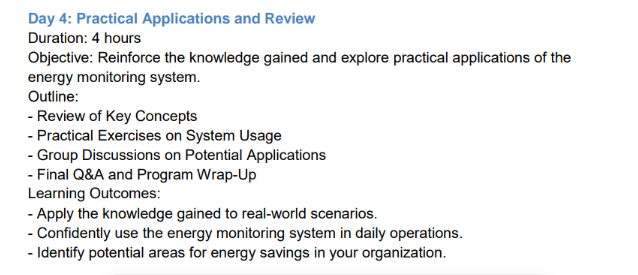 Day 4: Practical Applications and Review
Duration: 4 hours
Objective: Reinforce the knowledge gained and explore practical applications of the
energy monitoring system.
Outline:
- Review of Key Concepts
- Practical Exercises on System Usage
- Group Discussions on Potential Applications
- Final Q&A and Program Wrap-Up
Learning Outcomes:
- Apply the knowledge gained to real-world scenarios.
- Confidently use the energy monitoring system in daily operations.
- Identify potential areas for energy savings in your organization.